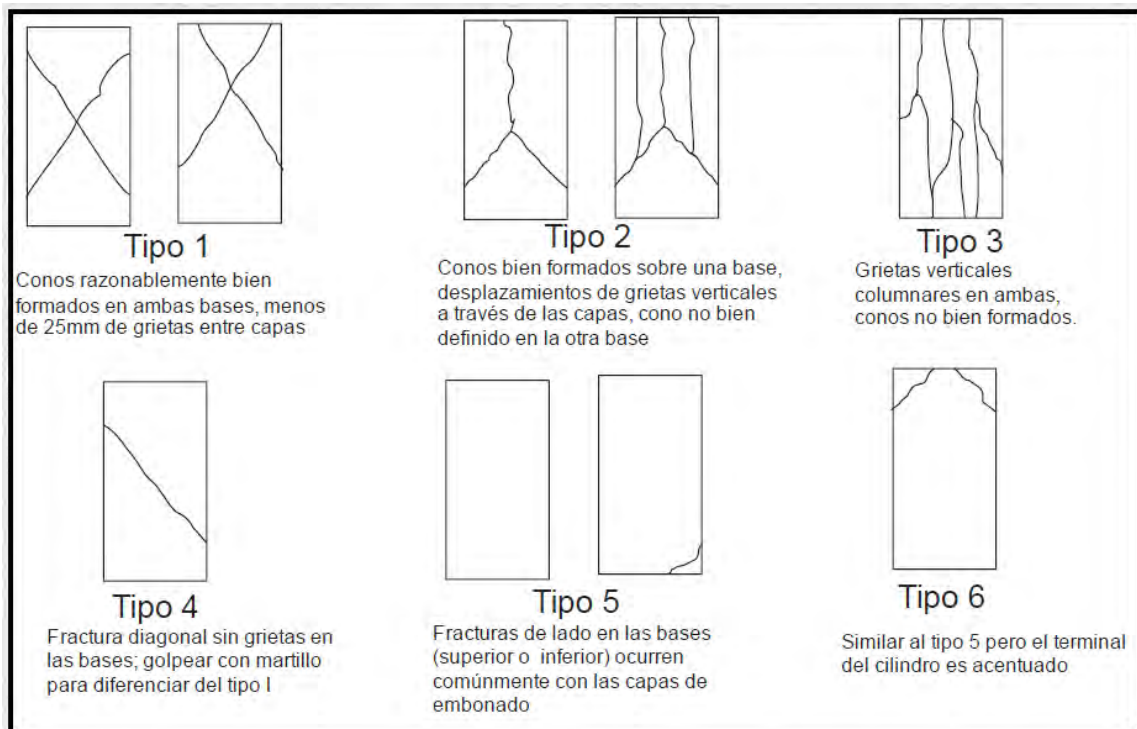 Tipo 1
Conos razonablemente bien
formados en ambas bases, menos
de 25mm de grietas entre capas
Tipo 2
Conos bien formados sobre una base,
desplazamientos de grietas verticales
a través de las capas, cono no bien
definido en la otra base
Tipo 3
Grietas verticales
columnares en ambas,
conos no bien formados.
Tipo 4
Fractura diagonal sin grietas en
las bases; golpear con martillo
para diferenciar del tipo I
Tipo 5
Fracturas de lado en las bases
(superior o inferior) ocurren
comúnmente con las capas de
embonado
Tipo 6
Similar al tipo 5 pero el terminal
del cilindro es acentuado